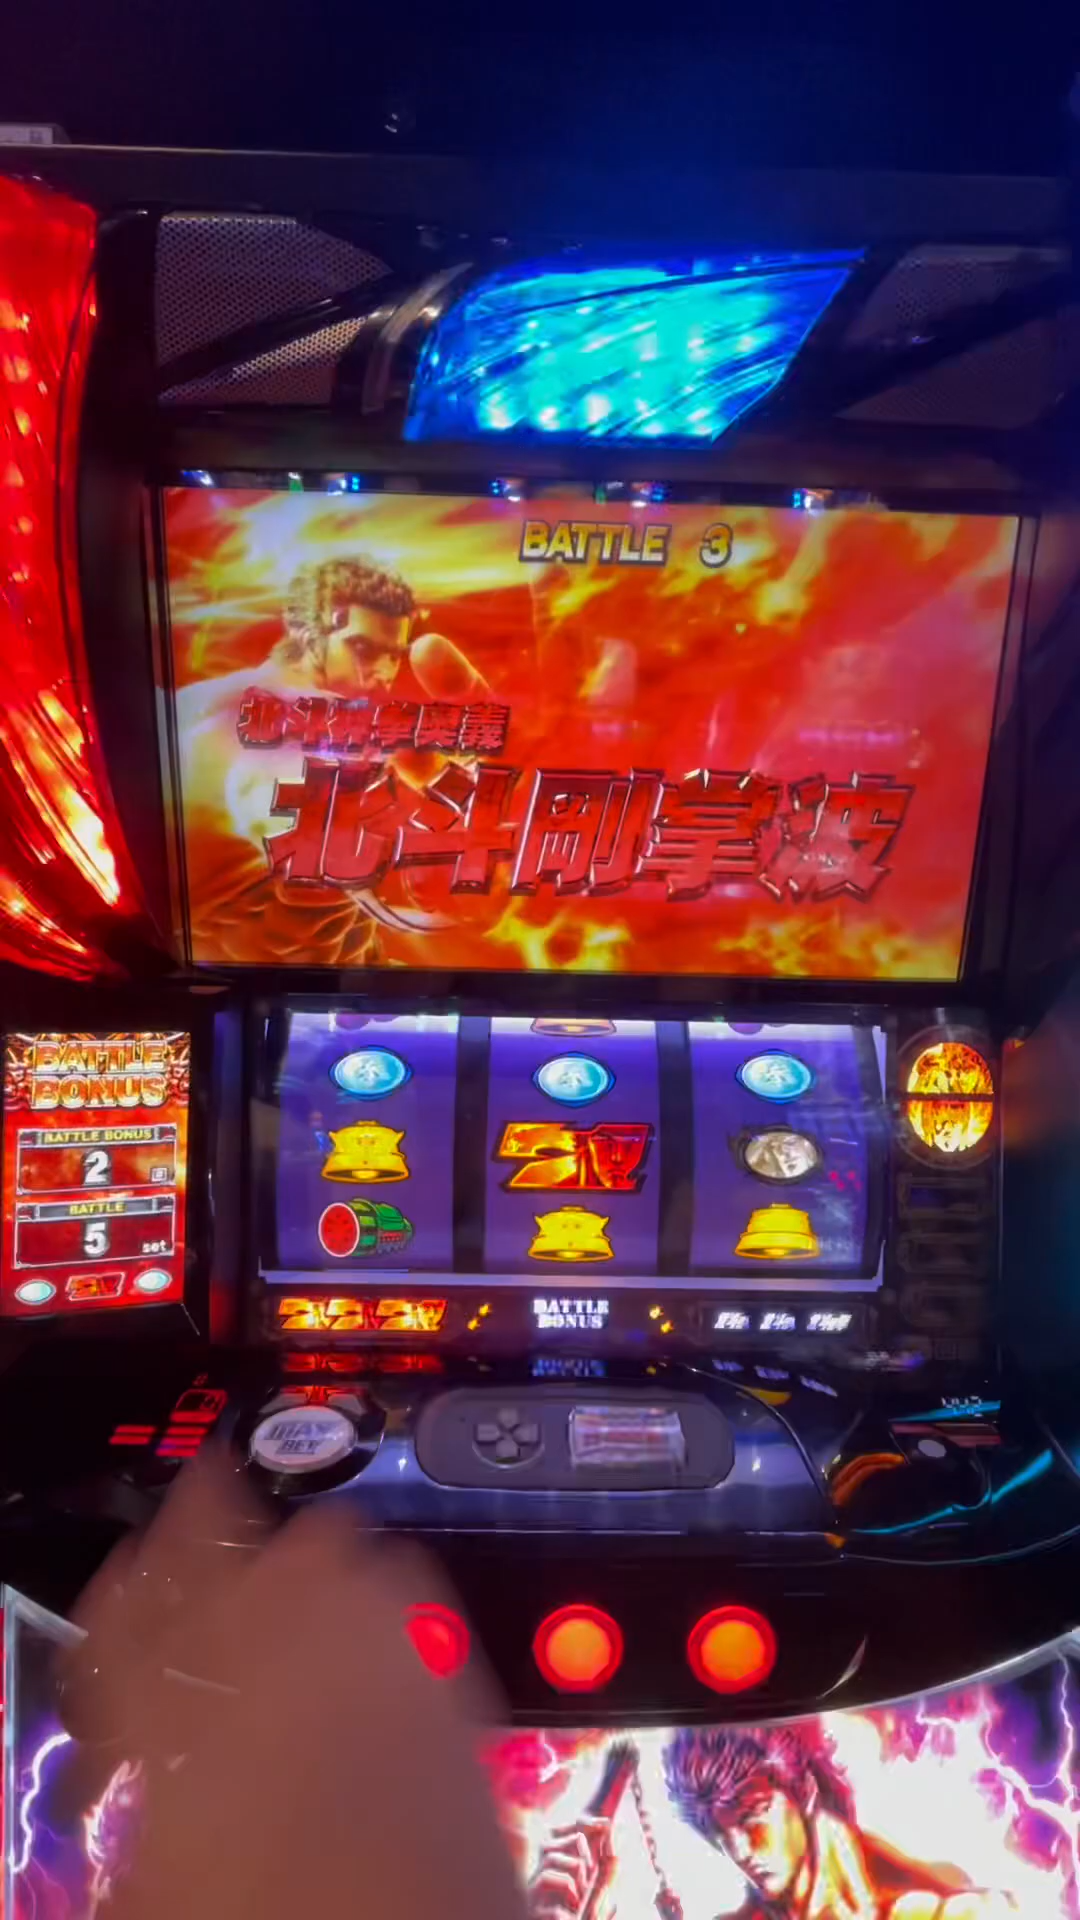 BATTLE 3
北斗神拳奥義
北斗剛掌波
BATTLE
BONUS
BATTLE BONUS
2 回
BATTLE
5 set
BATTLE
BONUS
MAX
BET